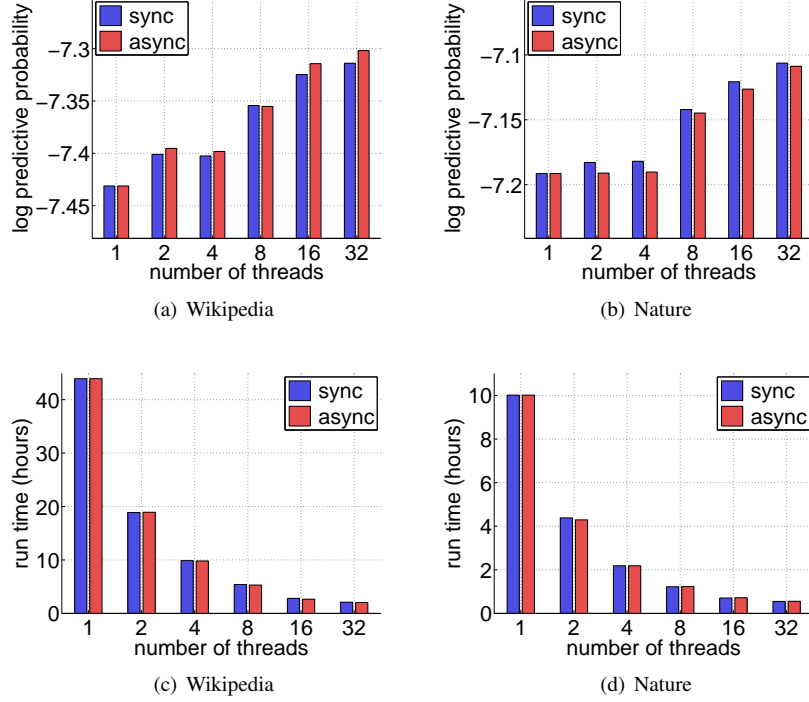 sync
async
−7.3
−7.35
−7.4
−7.45
log predictive probability
1 2 4 8 16 32
number of threads
(a) Wikipedia
sync
async
−7.1
−7.15
−7.2
log predictive probability
1 2 4 8 16 32
number of threads
(b) Nature
sync
async
40
30
20
10
0
run time (hours)
1 2 4 8 16 32
number of threads
(c) Wikipedia
sync
async
10
8
6
4
2
0
run time (hours)
1 2 4 8 16 32
number of threads
(d) Nature